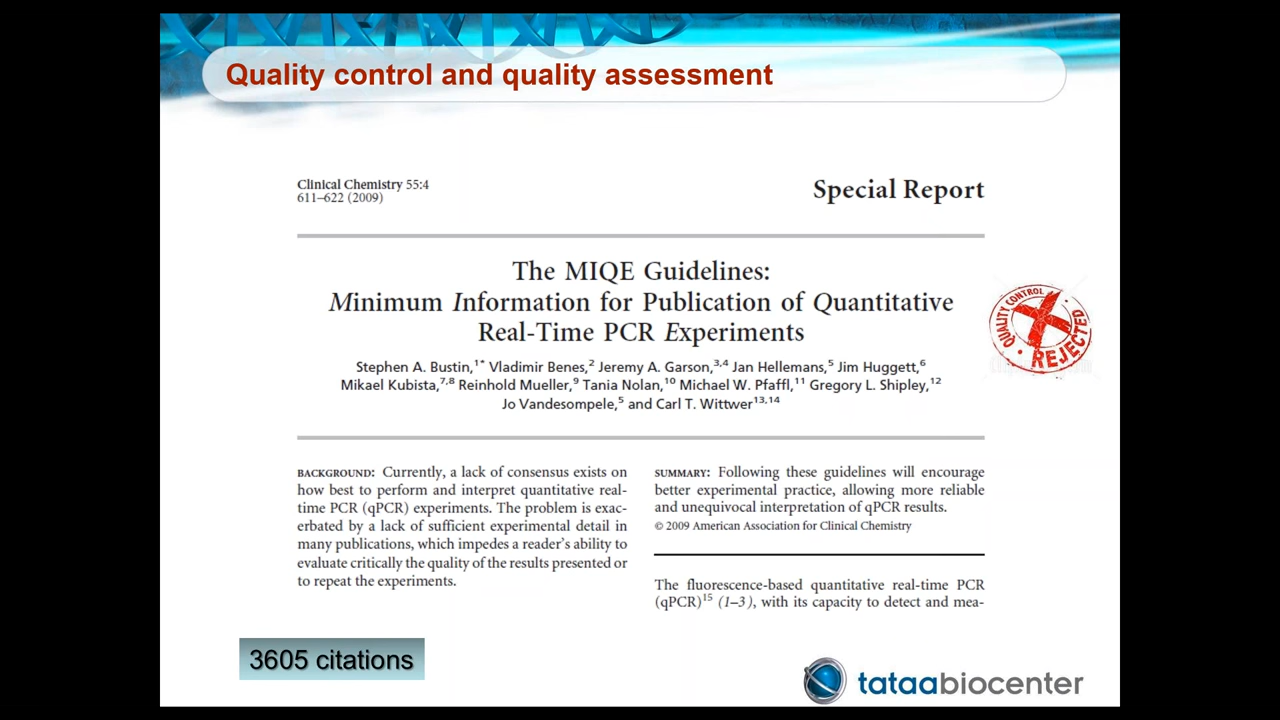 Quality control and quality assessment
Clinical Chemistry 55:4
611–622 (2009)
Special Report
The MIQE Guidelines:
Minimum Information for Publication of Quantitative
Real-Time PCR Experiments
Stephen A. Bustin,1* Vladimir Benes,2 Jeremy A. Garson,3,4 Jan Hellemans,5 Jim Huggett,6
Mikael Kubista,7,8 Reinhold Mueller,9 Tania Nolan,10 Michael W. Pfaffl,11 Gregory L. Shipley,12
Jo Vandesompele,5 and Carl T. Wittwer13,14
QUALITY CONTROL
REJECTED
BACKGROUND: Currently, a lack of consensus exists on
how best to perform and interpret quantitative real-
time PCR (qPCR) experiments. The problem is exac-
erbated by a lack of sufficient experimental detail in
many publications, which impedes a reader's ability to
evaluate critically the quality of the results presented or
to repeat the experiments.
SUMMARY: Following these guidelines will encourage
better experimental practice, allowing more reliable
and unequivocal interpretation of qPCR results.
© 2009 American Association for Clinical Chemistry
The fluorescence-based quantitative real-time PCR
(qPCR)15 (1–3), with its capacity to detect and mea-
3605 citations
tataabiocenter